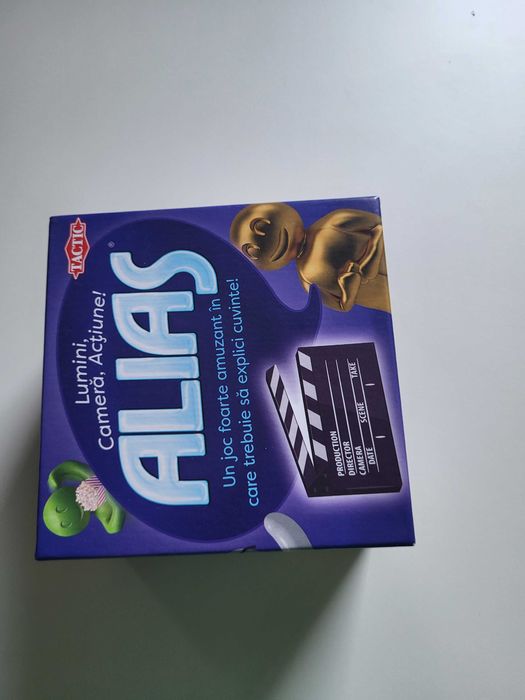 TACTIC
Lumini,
Cameră, Acțiune!
ALIAS®
Un joc foarte amuzant în
care trebuie să explici cuvinte!
PRODUCTION
DIRECTOR
CAMERA
DATE SCENE TAKE